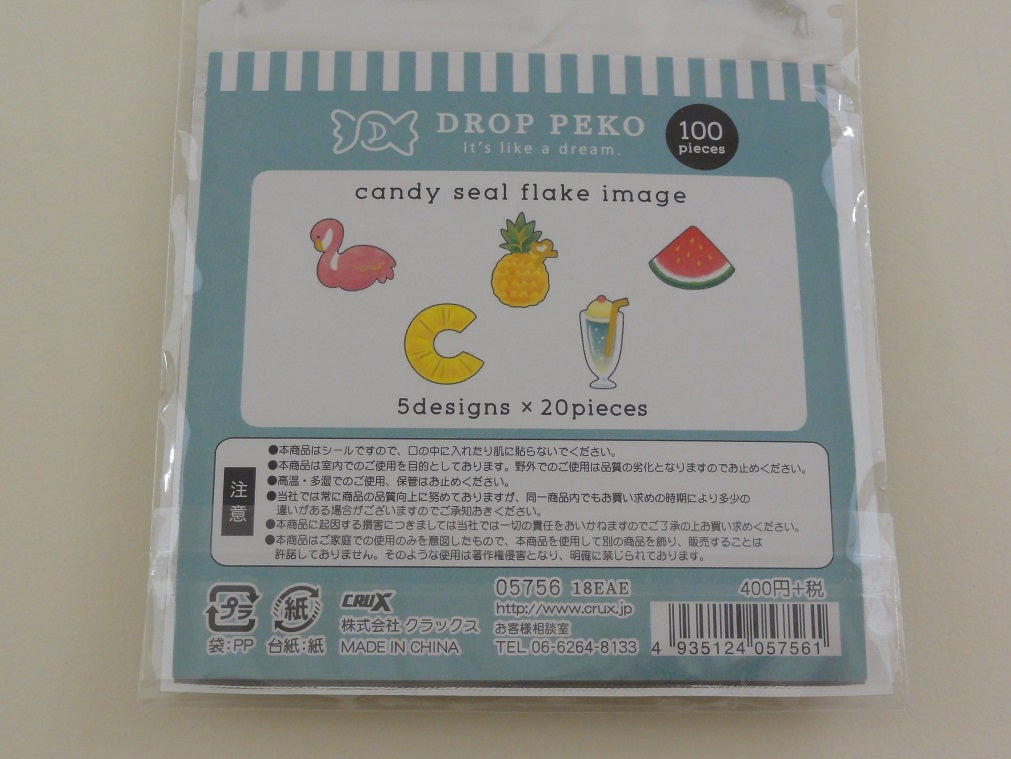 DROP PEKO
It's like a dream.
100
pieces
candy seal flake image
5designs × 20pieces
注意
●本商品はシールですので、口の中に入れたり肌に貼らないでください。
●本商品は室内でのご使用を目的としております。野外でのご使用は品質の劣化となりますのでお止めください。
●高温・多湿でのご使用、保管はお止めください。
●当社では常に商品の品質向上に努めておりますが、同一商品内でもお買い求めの時期により多少の
違いがある場合がございますのでご承知おきください。
●本商品に起因する損害につきましては当社では一切の責任をおいかねますのでご了承の上お買い求めください。
●本商品はご家庭での使用のみを意図したもので、本商品を使用して別の商品を飾り、販売することは
許諾しておりません。そのような使用は著作権侵害となり、明確に禁じられております。
プラ
袋:PP
紙
台紙:紙
CRUX
株式会社 クラックス
MADE IN CHINA
05756 18EAE
http://www.crux.jp
お客様相談室
TEL 06-6264-8133
400円+税
4 935124 057561